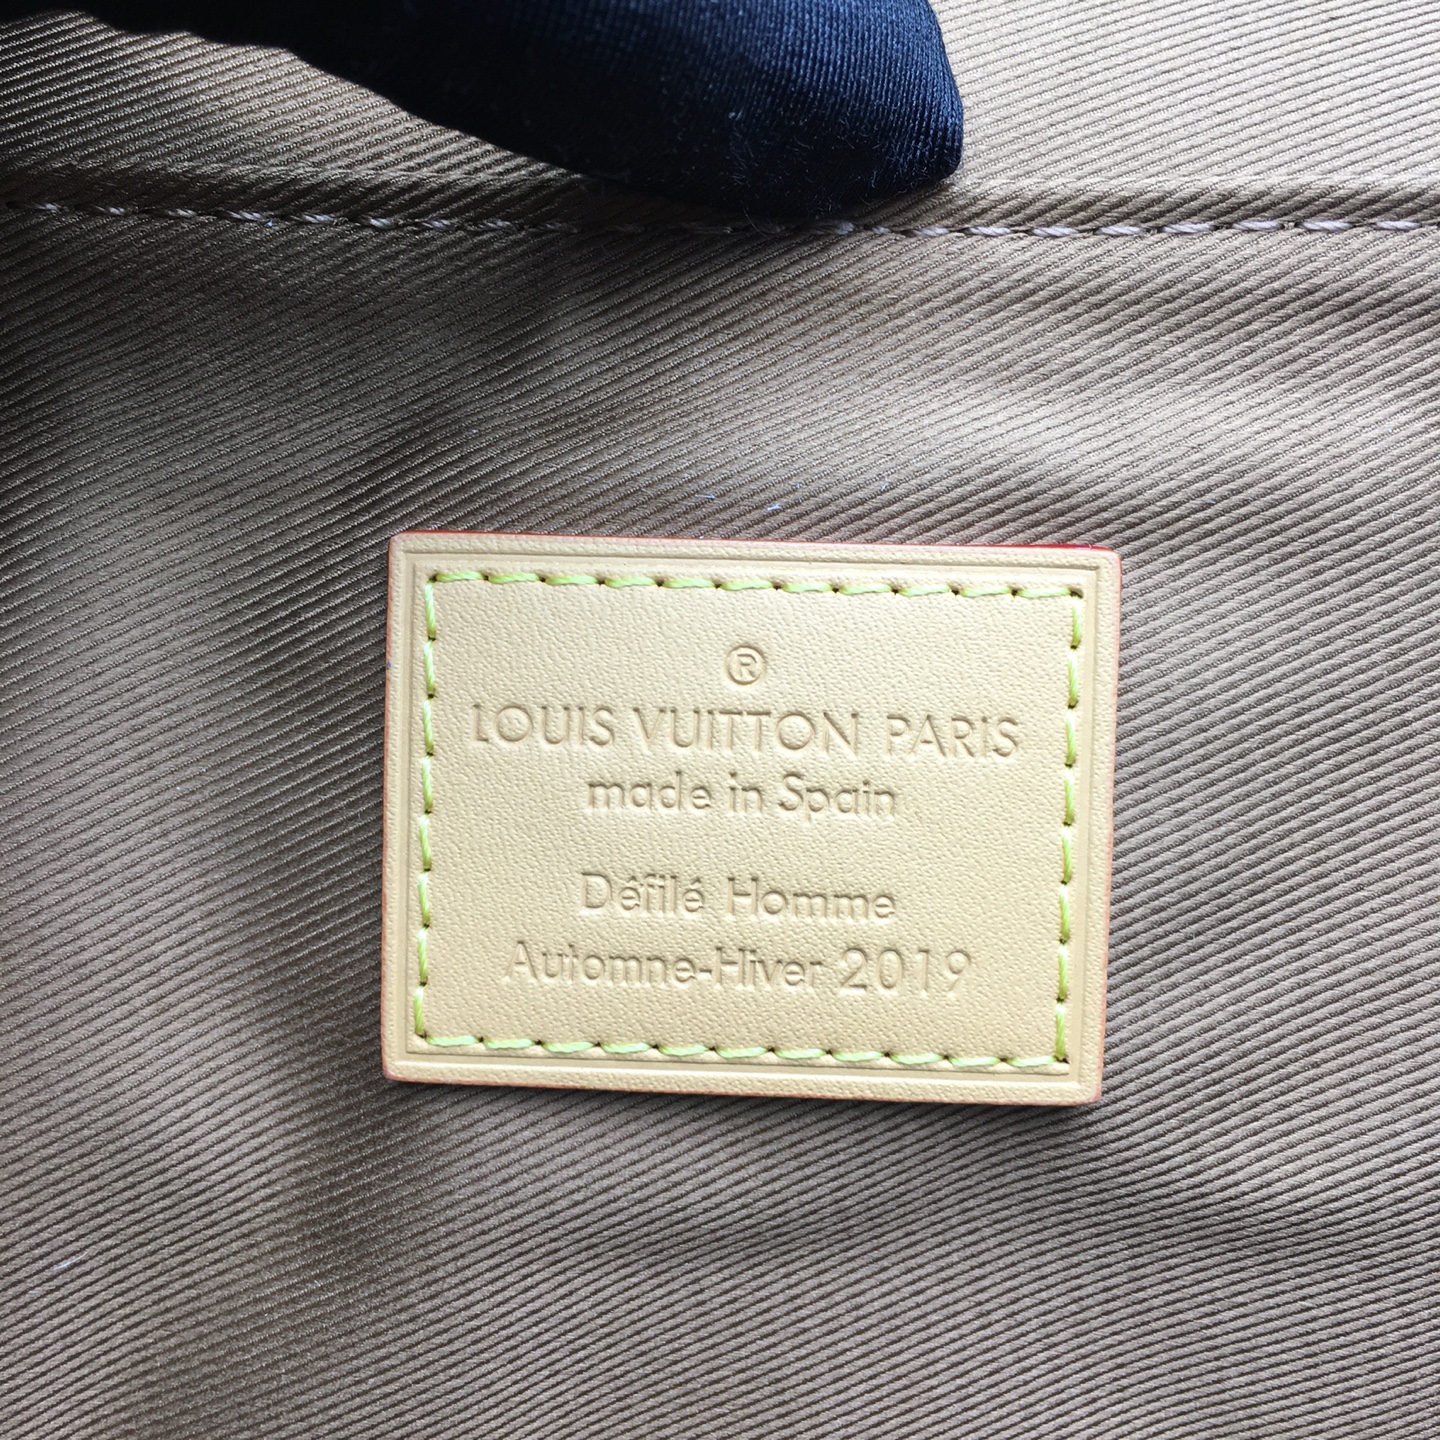 ®
LOUIS VUITTON PARIS
made in Spain
Défilé Homme
Automne-Hiver 2019